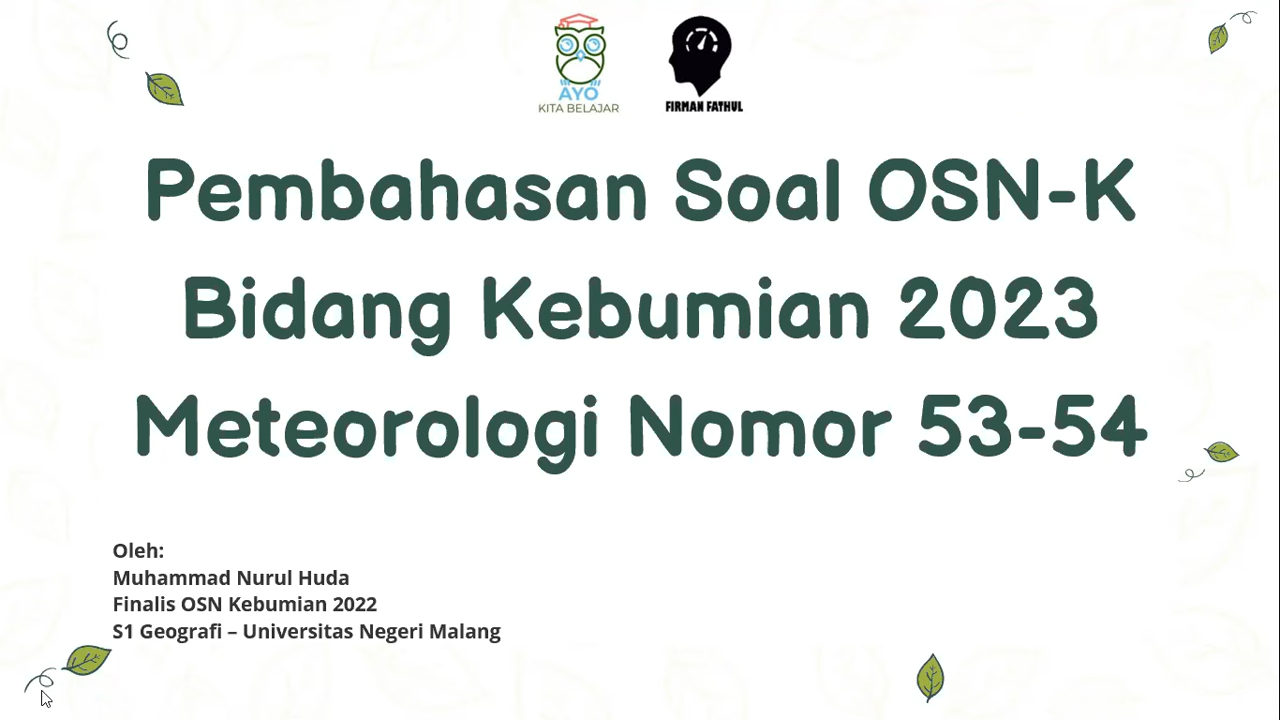 AYO
KITA BELAJAR
FIRMAN FATHUL
Pembahasan Soal OSN-K
Bidang Kebumian 2023
Meteorologi Nomor 53-54
Oleh:
Muhammad Nurul Huda
Finalis OSN Kebumian 2022
S1 Geografi – Universitas Negeri Malang